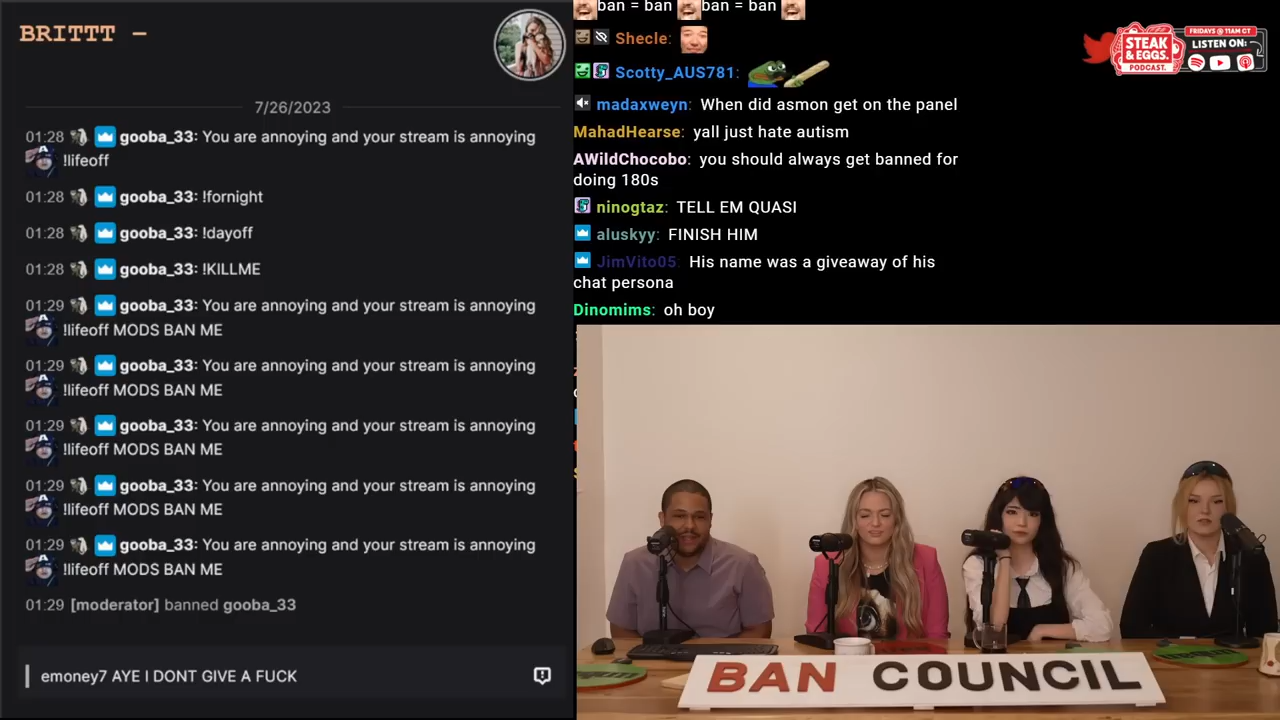 BRITTT -
7/26/2023
01:28 gooba_33: You are annoying and your stream is annoying
!lifeoff
01:28 gooba_33: !fornight
01:28 gooba_33: !dayoff
01:28 gooba_33: !KILLME
01:29 gooba_33: You are annoying and your stream is annoying
!lifeoff MODS BAN ME
01:29 gooba_33: You are annoying and your stream is annoying
!lifeoff MODS BAN ME
01:29 gooba_33: You are annoying and your stream is annoying
!lifeoff MODS BAN ME
01:29 gooba_33: You are annoying and your stream is annoying
!lifeoff MODS BAN ME
01:29 gooba_33: You are annoying and your stream is annoying
!lifeoff MODS BAN ME
01:29 [moderator] banned gooba_33
emoney7 AYE I DONT GIVE A FUCK
ban = ban ban = ban
Shecle:
Scotty_AUS781:
madaxweyn: When did asmon get on the panel
MahadHearse: yall just hate autism
AWildChocobo: you should always get banned for
doing 180s
ninogtaz: TELL EM QUASI
aluskyy: FINISH HIM
JimVito05: His name was a giveaway of his
chat persona
Dinomims: oh boy
STEAK
& EGGS.
PODCAST.
FRIDAYS @ 11AM CT
LISTEN ON:
BAN COUNCIL